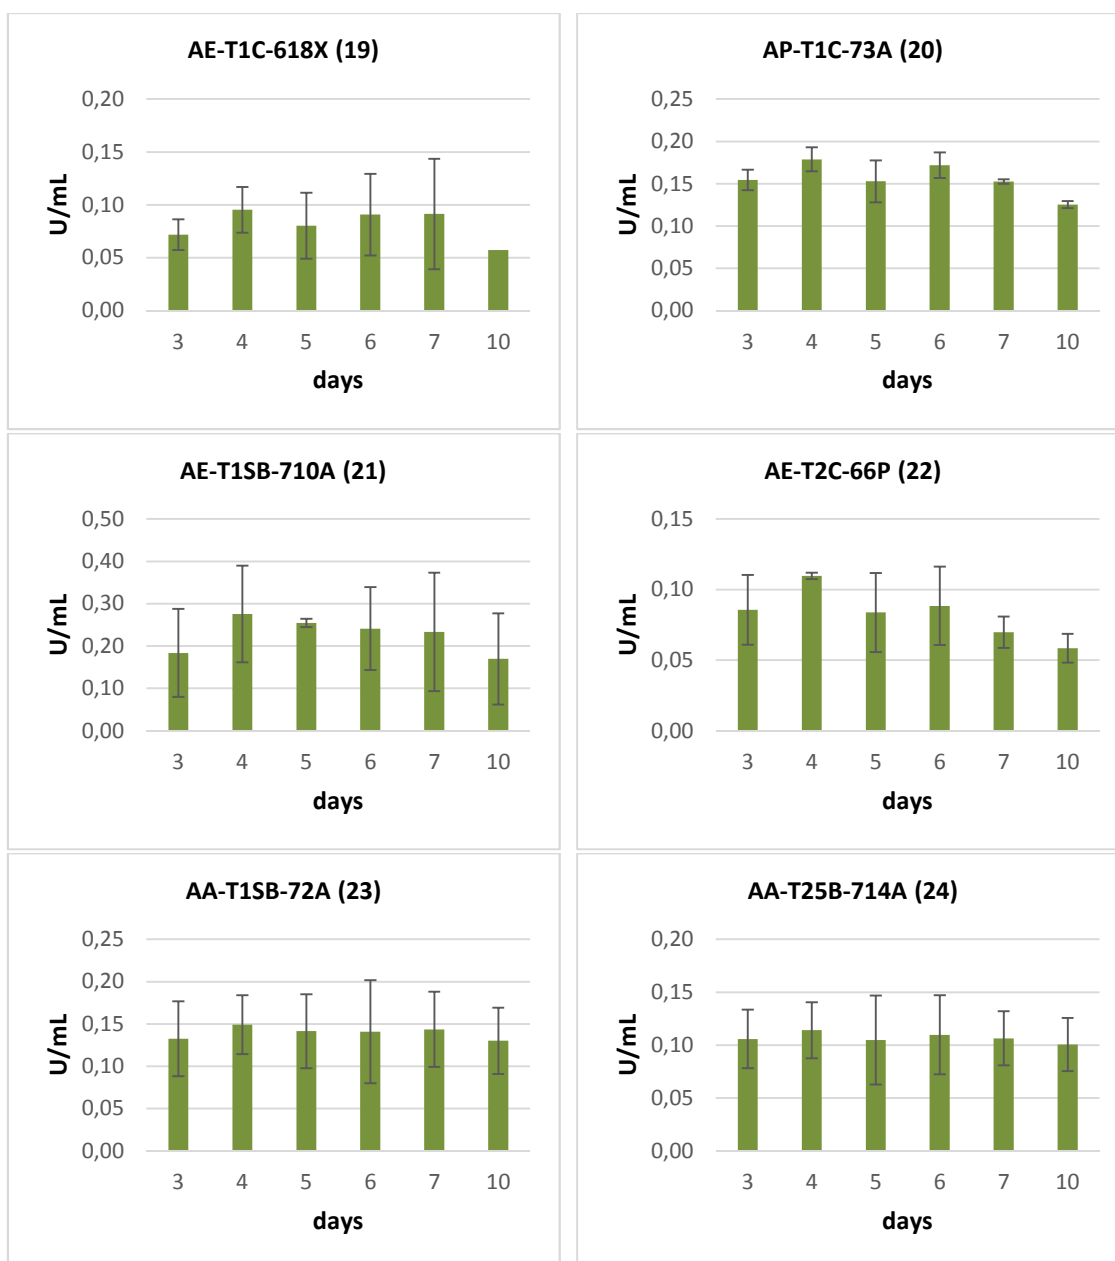 AE-T1C-618X (19)
0,20
0,15
0,10
0,05
0,00
U/mL
3 4 5 6 7 10
days
AP-T1C-73A (20)
0,25
0,20
0,15
0,10
0,05
0,00
U/mL
3 4 5 6 7 10
days
AE-T1SB-710A (21)
0,50
0,40
0,30
0,20
0,10
0,00
U/mL
3 4 5 6 7 10
days
AE-T2C-66P (22)
0,15
0,10
0,05
0,00
U/mL
3 4 5 6 7 10
days
AA-T1SB-72A (23)
0,25
0,20
0,15
0,10
0,05
0,00
U/mL
3 4 5 6 7 10
days
AA-T25B-714A (24)
0,20
0,15
0,10
0,05
0,00
U/mL
3 4 5 6 7 10
days